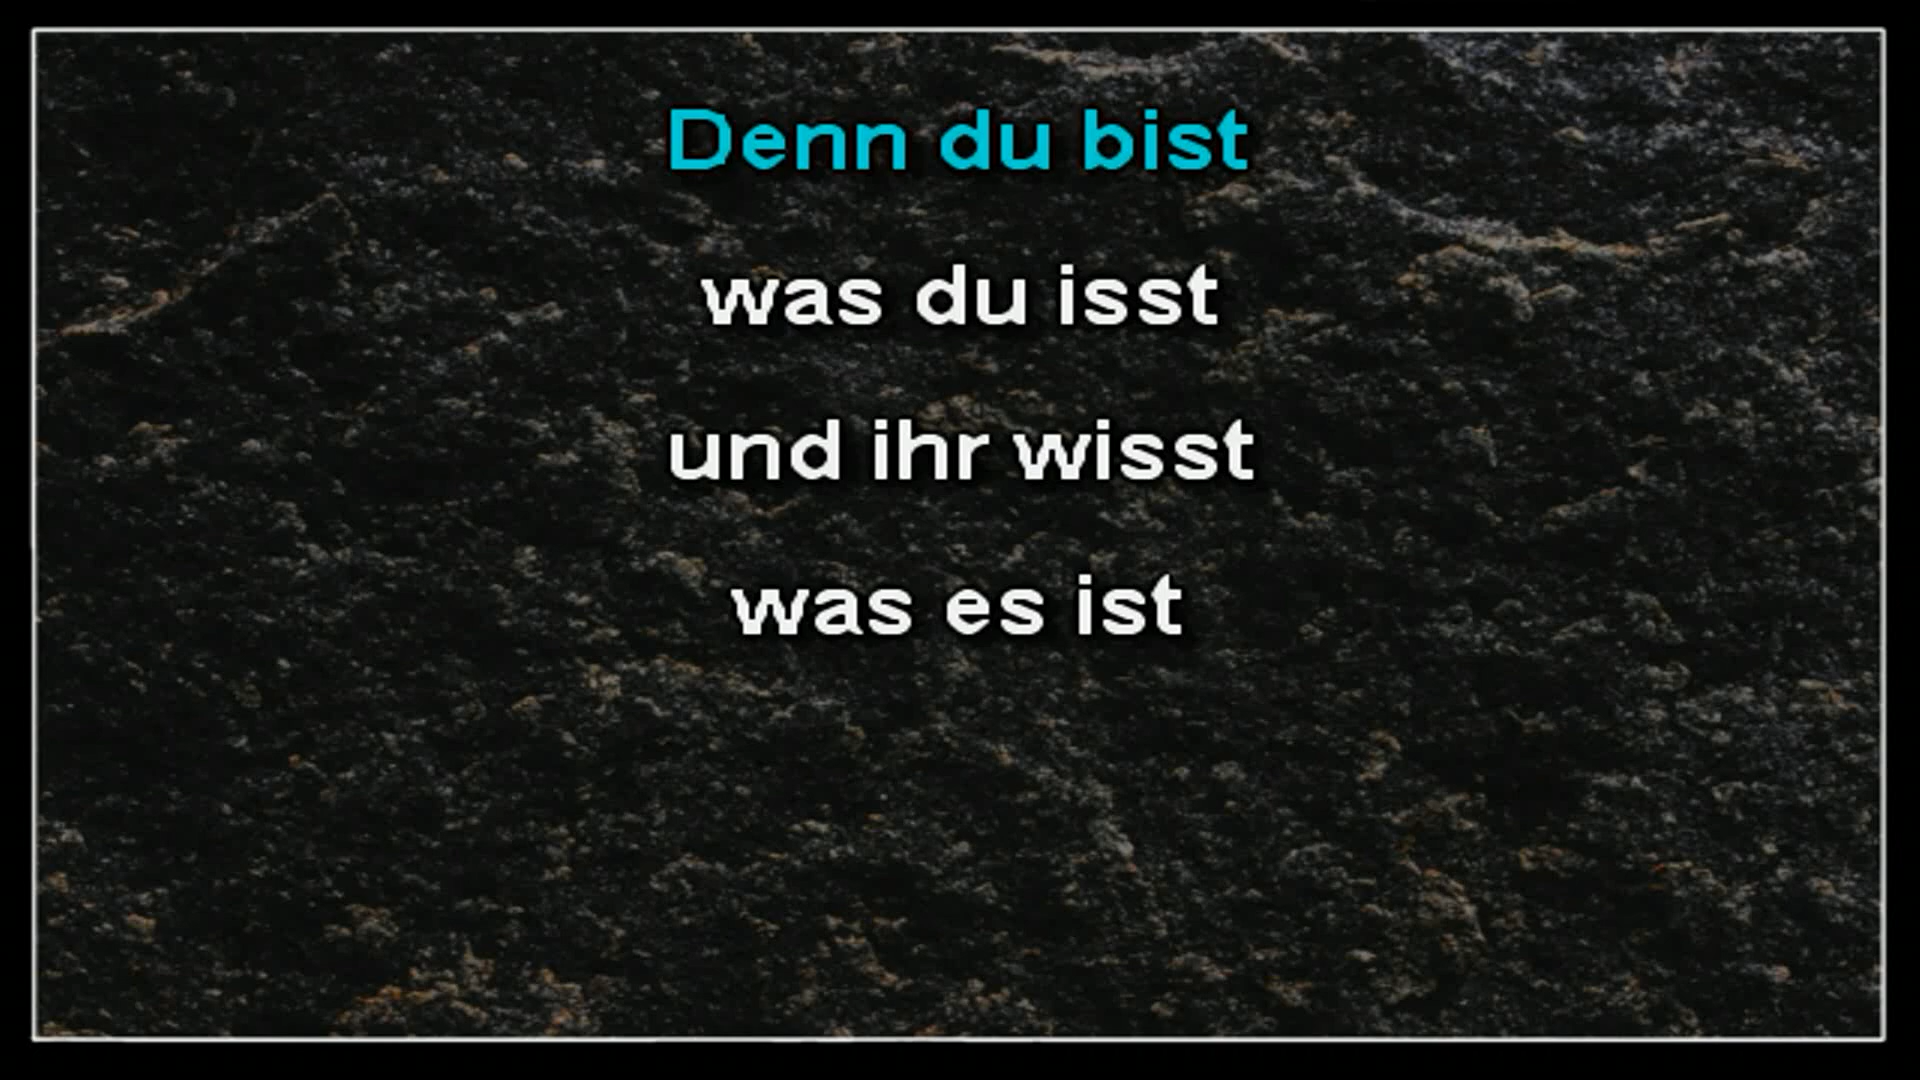 Denn du bist
was du isst
und ihr wisst
was es ist